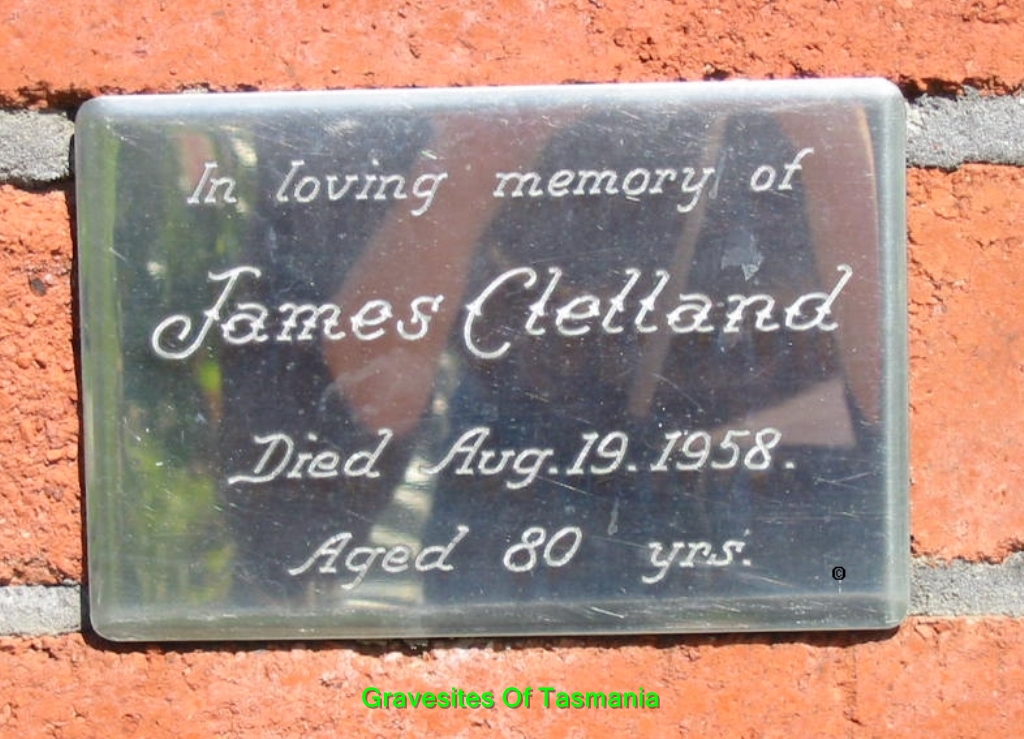 In loving memory of
James Clelland
Died Aug. 19. 1958.
Aged 80 yrs.
©
Gravesites Of Tasmania